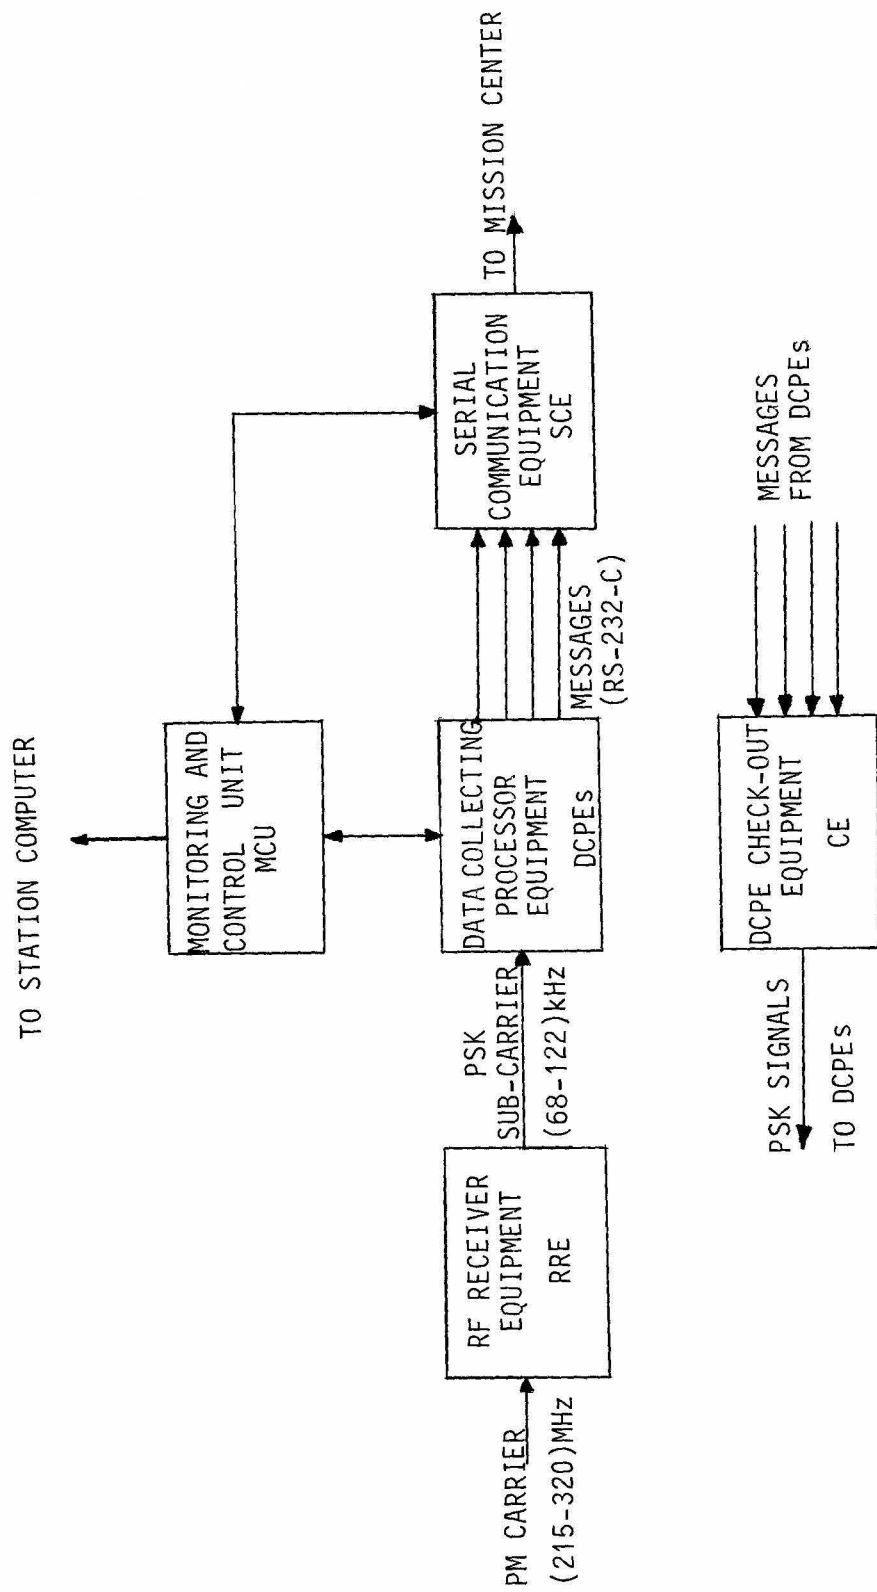 TO STATION COMPUTER
MONITORING AND
CONTROL UNIT
MCU
PM CARRIER
(215-320)MHz
RF RECEIVER
EQUIPMENT
RRE
PSK
SUB-CARRIER
(68-122)kHz
DATA COLLECTING
PROCESSOR
EQUIPMENT
DCPEs
MESSAGES
(RS-232-C)
SERIAL
COMMUNICATION
EQUIPMENT
SCE
TO MISSION CENTER
PSK SIGNALS
TO DCPEs
DCPE CHECK-OUT
EQUIPMENT
CE
MESSAGES
FROM DCPEs